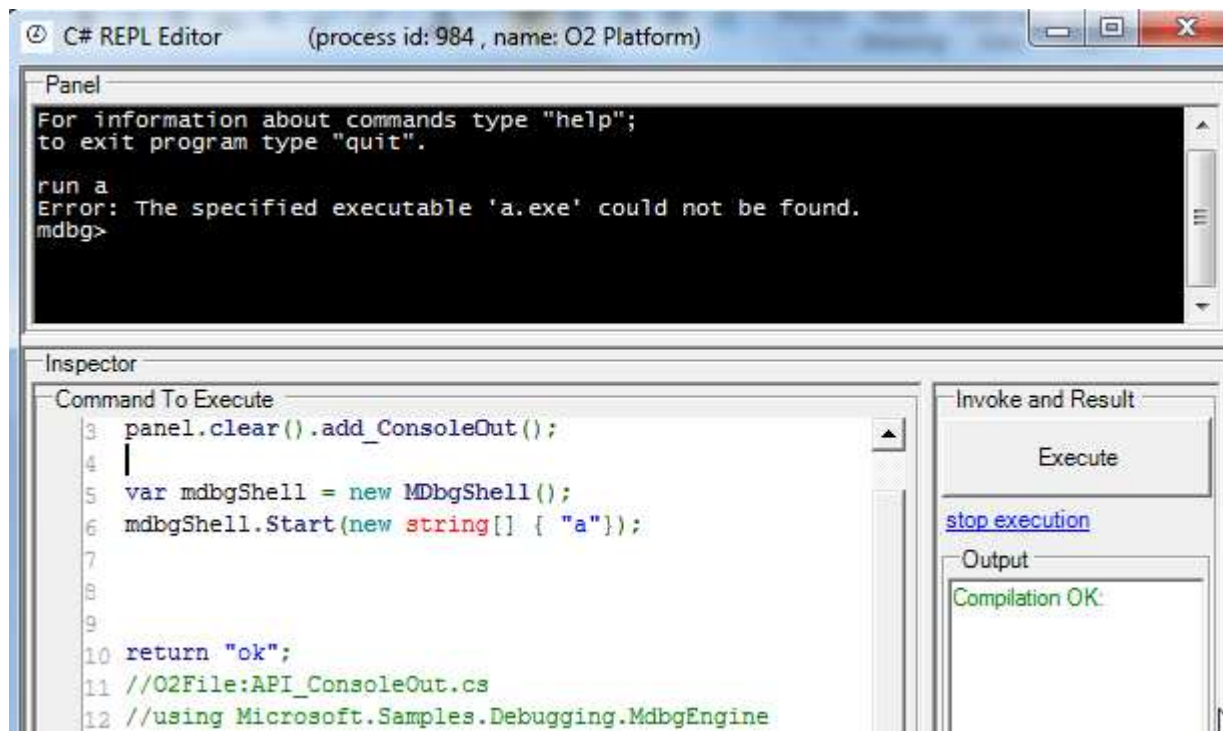 C# REPL Editor (process id: 984 , name: O2 Platform)
Panel
For information about commands type "help";
to exit program type "quit".
run a
Error: The specified executable 'a.exe' could not be found.
mdbg>
Inspector
Command To Execute
3 panel.clear().add_ConsoleOut();
4
5 var mdbgShell = new MDbgShell();
6 mdbgShell.Start(new string[] { "a"});
7
8
9
10 return "ok";
11 //O2File:API_ConsoleOut.cs
12 //using Microsoft.Samples.Debugging.MdbgEngine
Invoke and Result
Execute
stop execution
Output
Compilation OK: